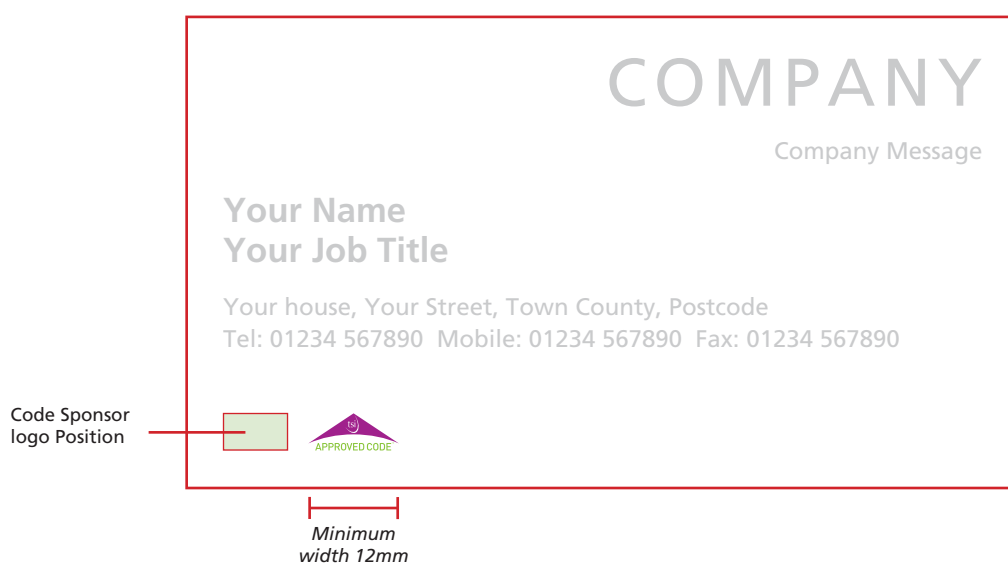 COMPANY
Company Message
Your Name
Your Job Title
Your house, Your Street, Town County, Postcode
Tel: 01234 567890 Mobile: 01234 567890 Fax: 01234 567890
Code Sponsor
logo Position
tsi
APPROVED CODE
Minimum
width 12mm